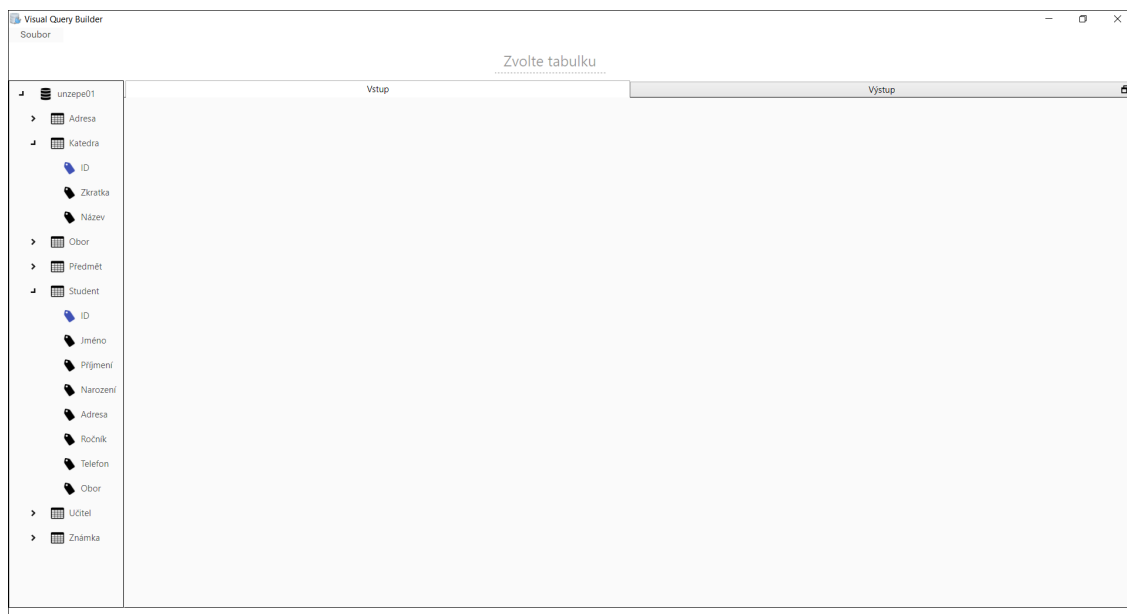 Visual Query Builder
Soubor
Zvolte tabulku
Vstup
Výstup
unzepe01
Adresa
Katedra
ID
Zkratka
Název
Obor
Předmět
Student
ID
Jméno
Příjmení
Narození
Adresa
Ročník
Telefon
Obor
Učitel
Známka